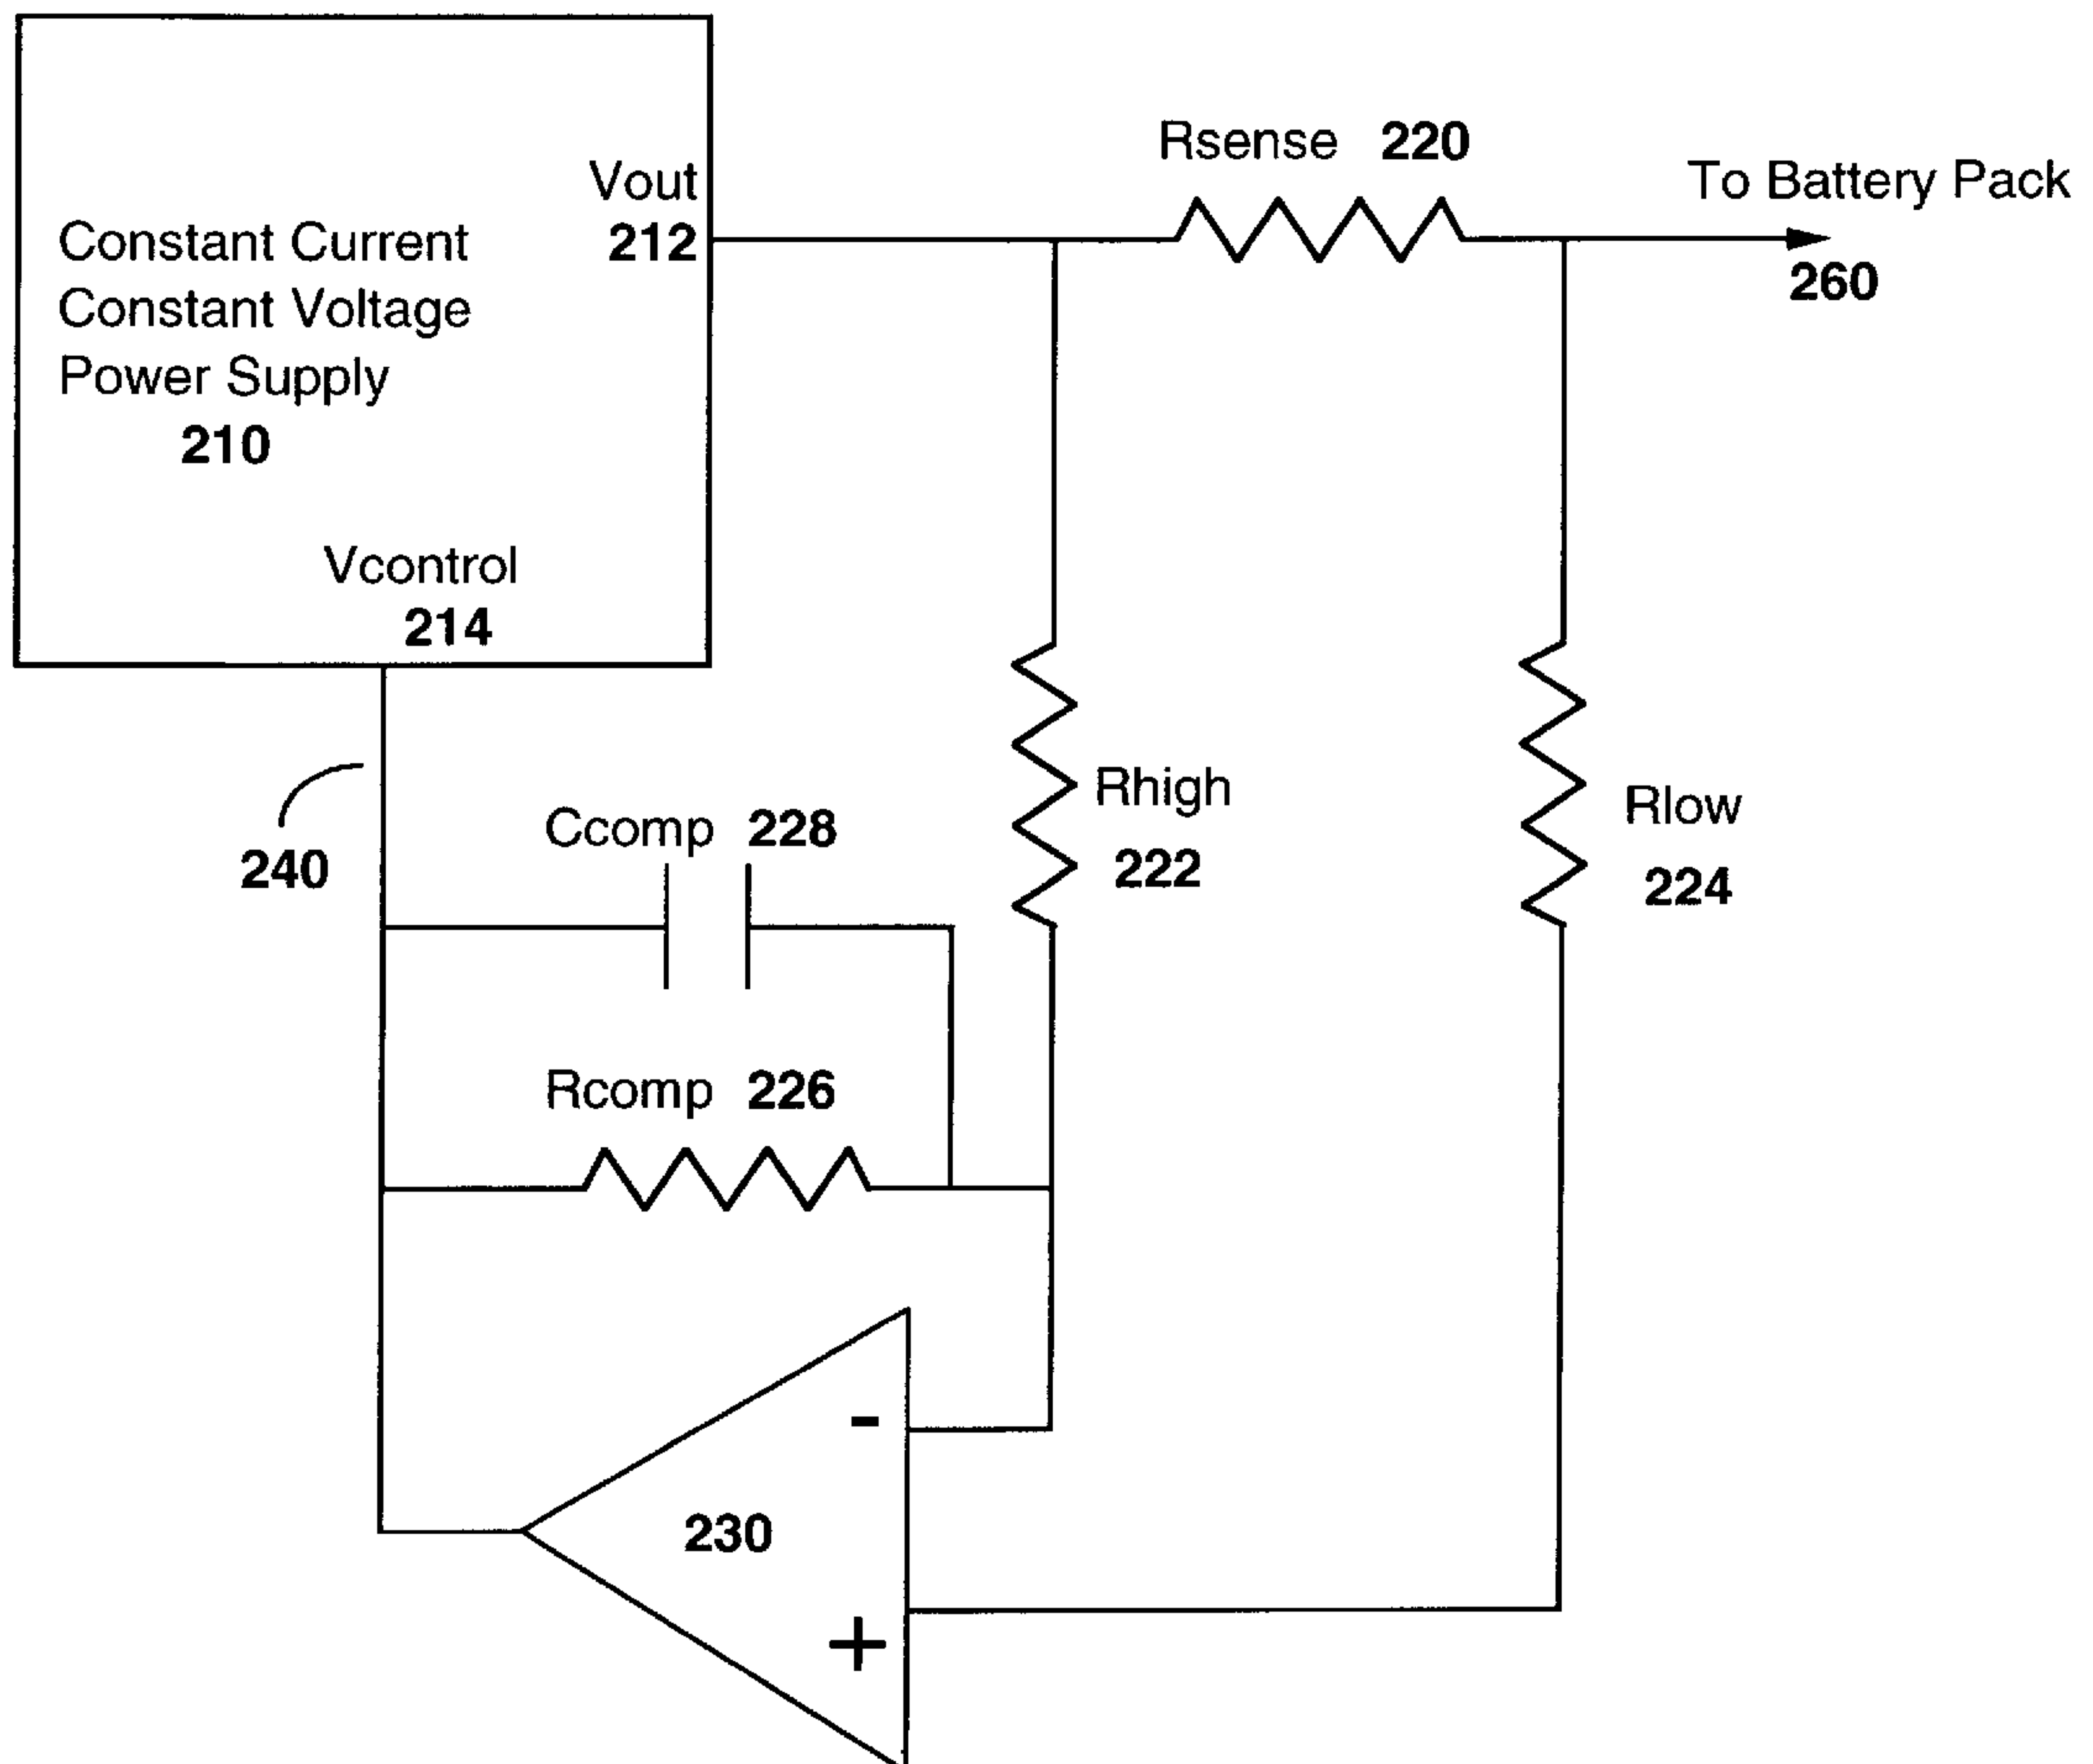 Rsense 220
Vout
212
To Battery Pack
260
Constant Current
Constant Voltage
Power Supply
210
Vcontrol
214
240
Ccomp 228
Rhigh
222
Rlow
224
Rcomp 226
-
230
+